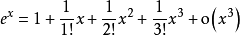 e^x = 1 + \frac{1}{1!}x + \frac{1}{2!}x^2 + \frac{1}{3!}x^3 + o(x^3)